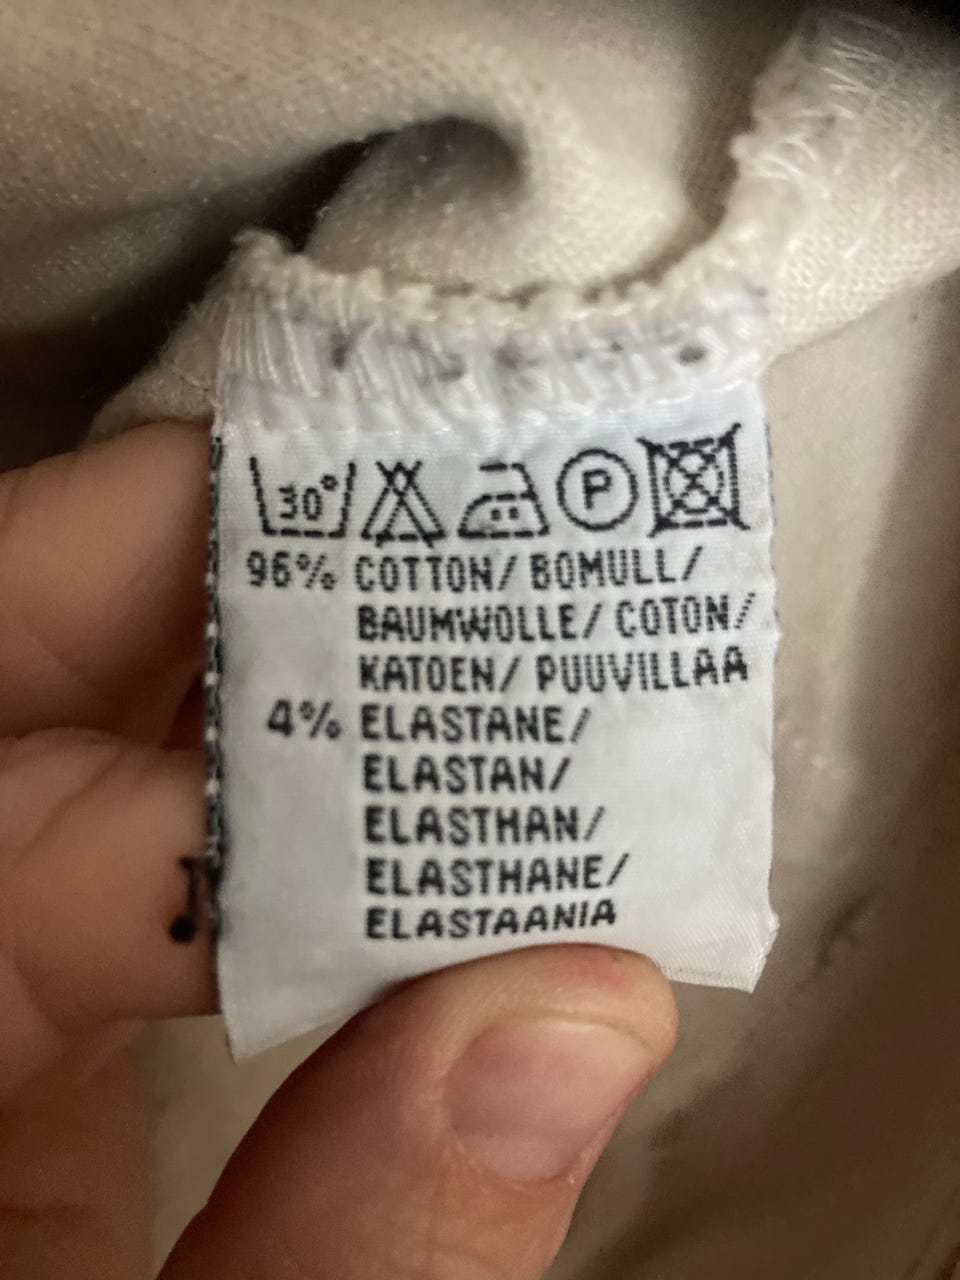 30°
P
96% COTTON/ BOMULL/
BAUMWOLLE/ COTON/
KATOEN/ PUUVILLAA
4% ELASTANE/
ELASTAN/
ELASTHAN/
ELASTHANE/
ELASTAANIA